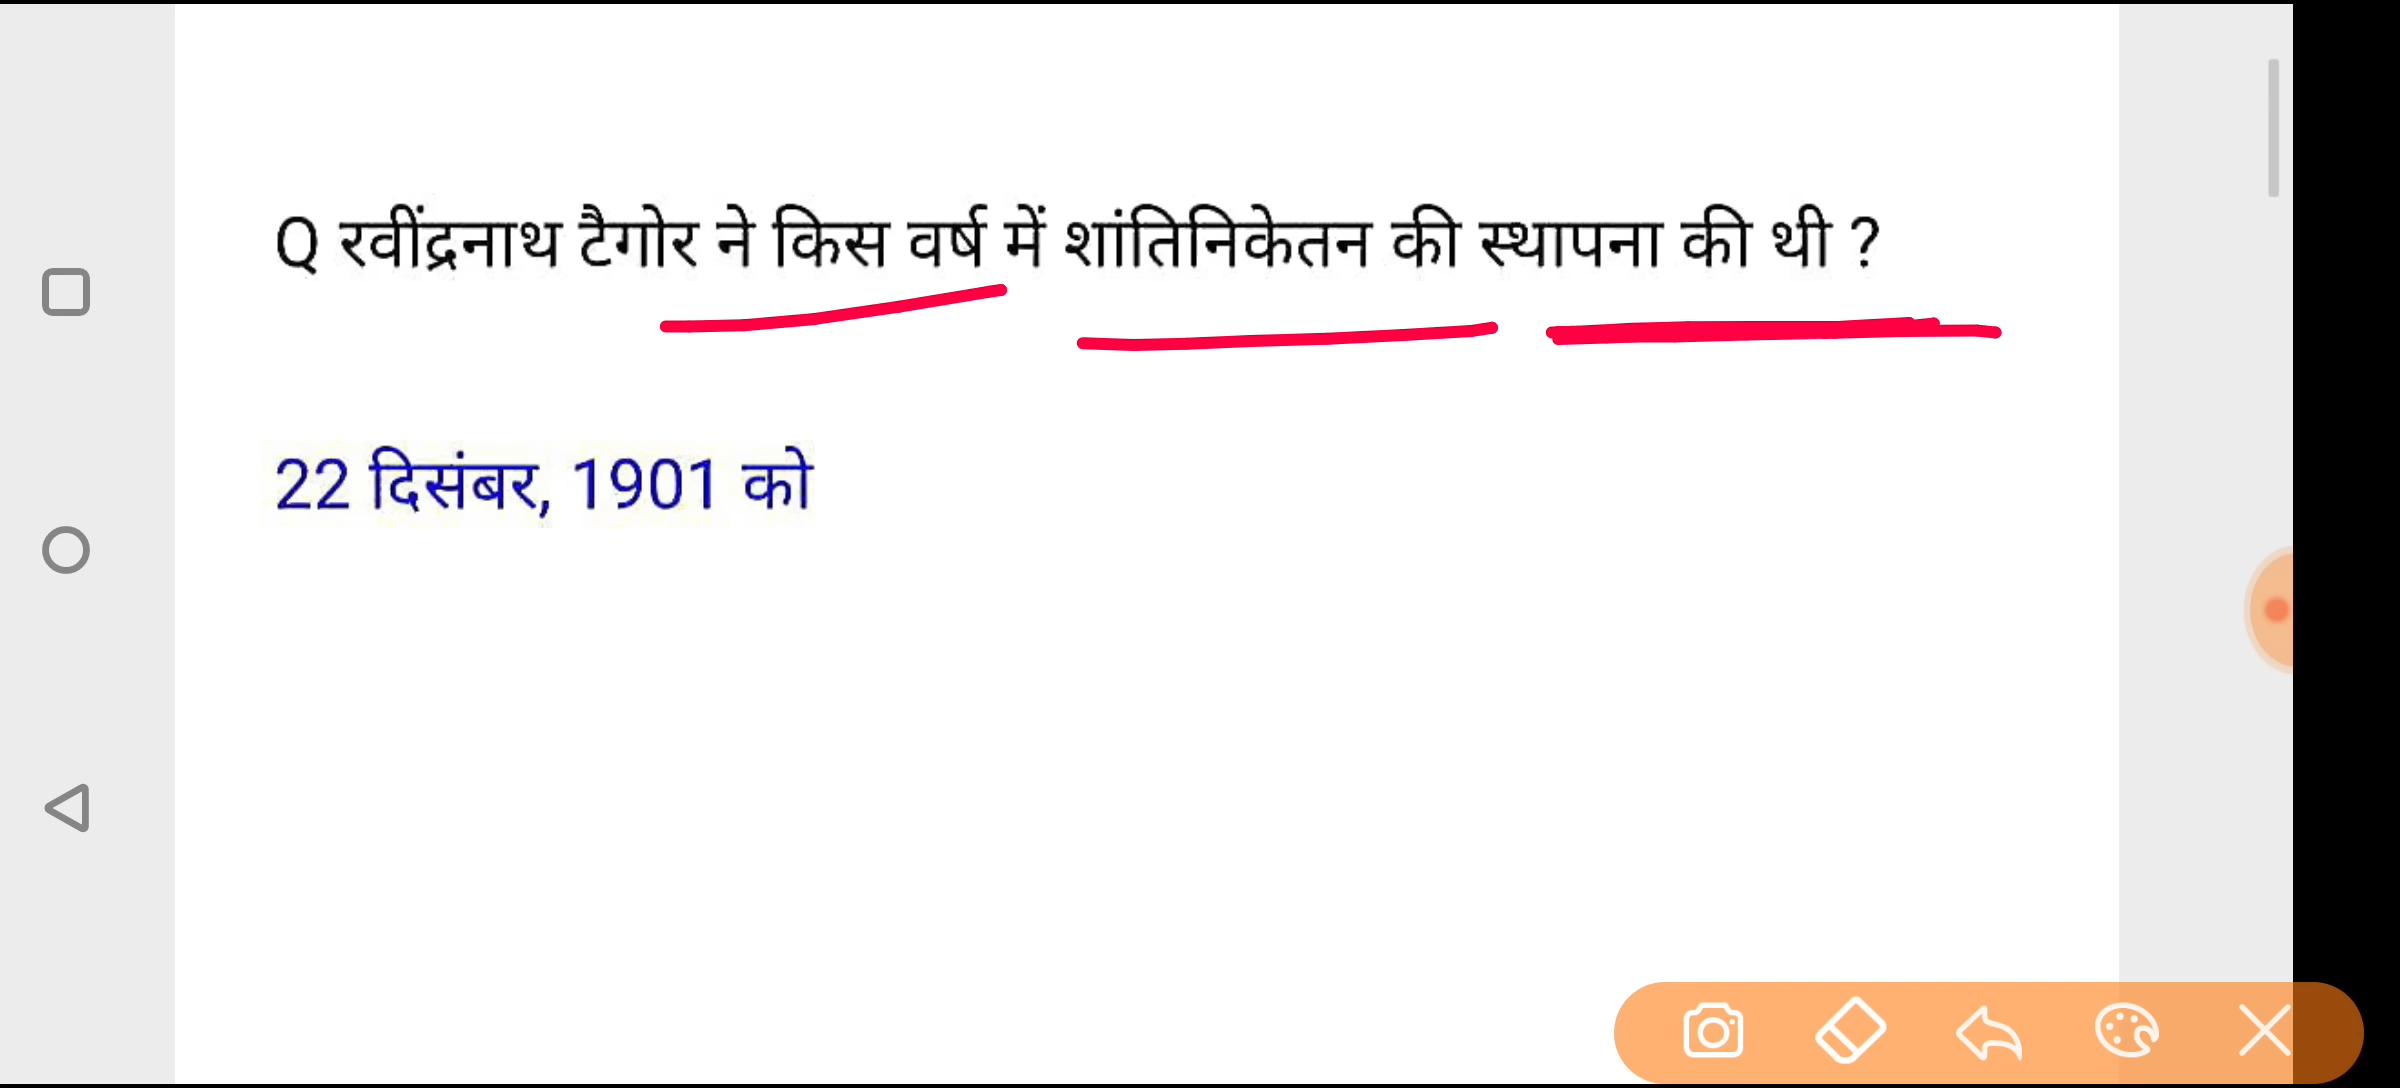 Q रवींद्रनाथ टैगोर ने किस वर्ष में शांतिनिकेतन की स्थापना की थी ?
22 दिसंबर, 1901 को